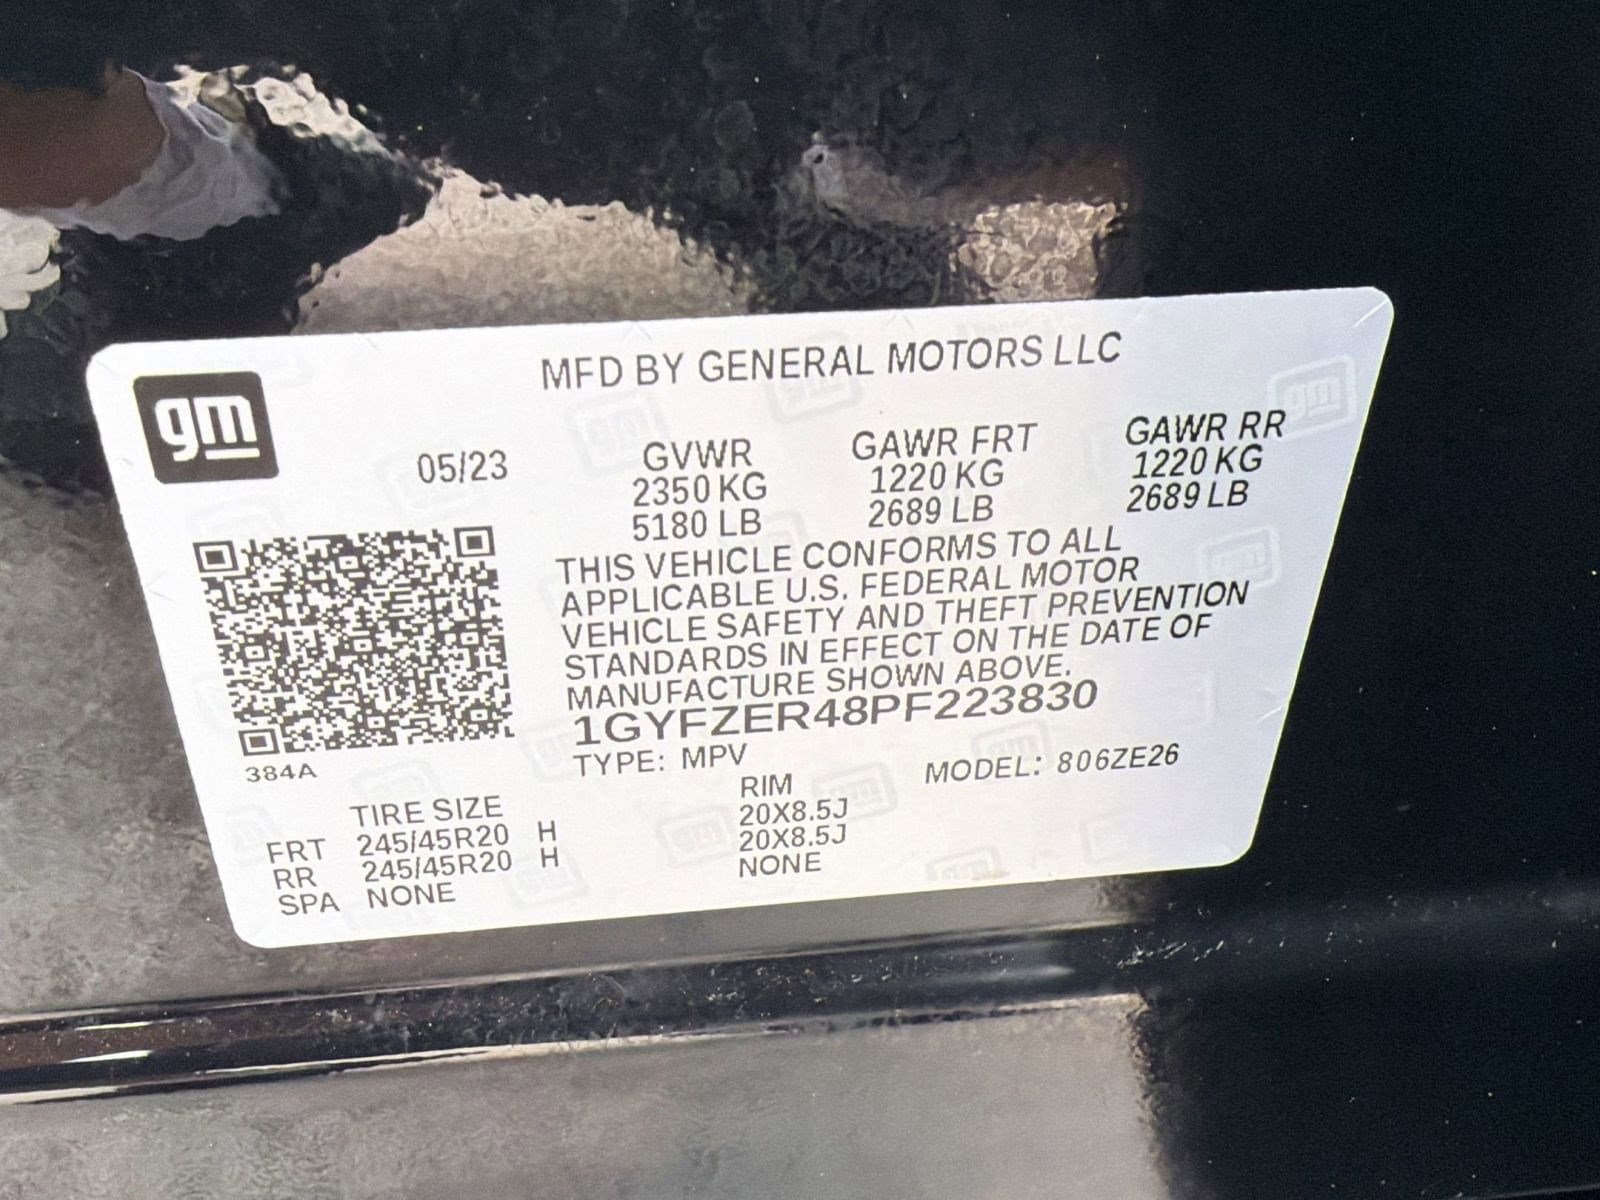 MFD BY GENERAL MOTORS LLC
gm
05/23
GVWR GAWR FRT GAWR RR
2350 KG 1220 KG 1220 KG
5180 LB 2689 LB 2689 LB
THIS VEHICLE CONFORMS TO ALL
APPLICABLE U.S. FEDERAL MOTOR
VEHICLE SAFETY AND THEFT PREVENTION
STANDARDS IN EFFECT ON THE DATE OF
MANUFACTURE SHOWN ABOVE.
1GYFZER48PF223830
TYPE: MPV MODEL: 806ZE26
384A
TIRE SIZE RIM
FRT 245/45R20 H 20X8.5J
RR 245/45R20 H 20X8.5J
SPA NONE NONE